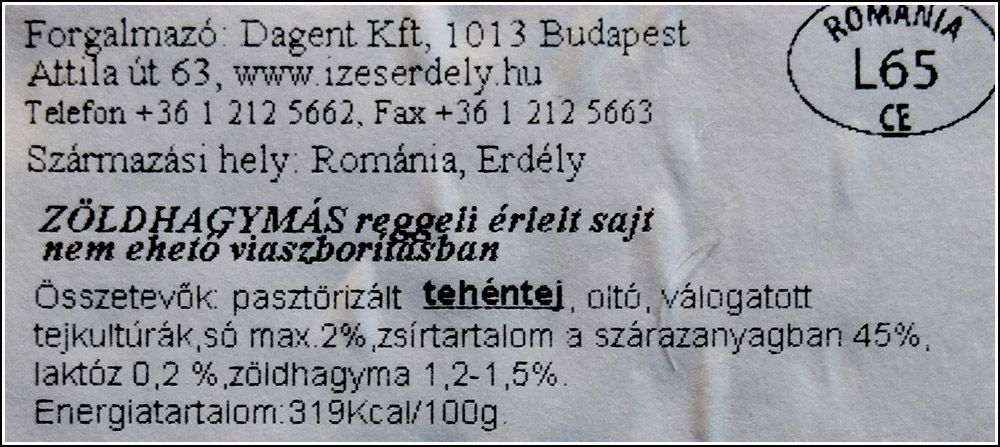 Forgalmazó: Dagent Kft, 1013 Budapest
Attila út 63, www.izeserdely.hu
Telefon +36 1 212 5662, Fax +36 1 212 5663
Származási hely: Románia, Erdély
ROMANIA
L65
CE
ZÖLDHAGYMÁS reggeli érlelt sajt
nem ehető viaszborításban
Összetevők: pasztörizált tehéntej, oltó, válogatott
tejkultúrák,só max.2%,zsírtartalom a szárazanyagban 45%,
laktóz 0,2 %,zöldhagyma 1,2-1,5%.
Energiatartalom:319Kcal/100g.